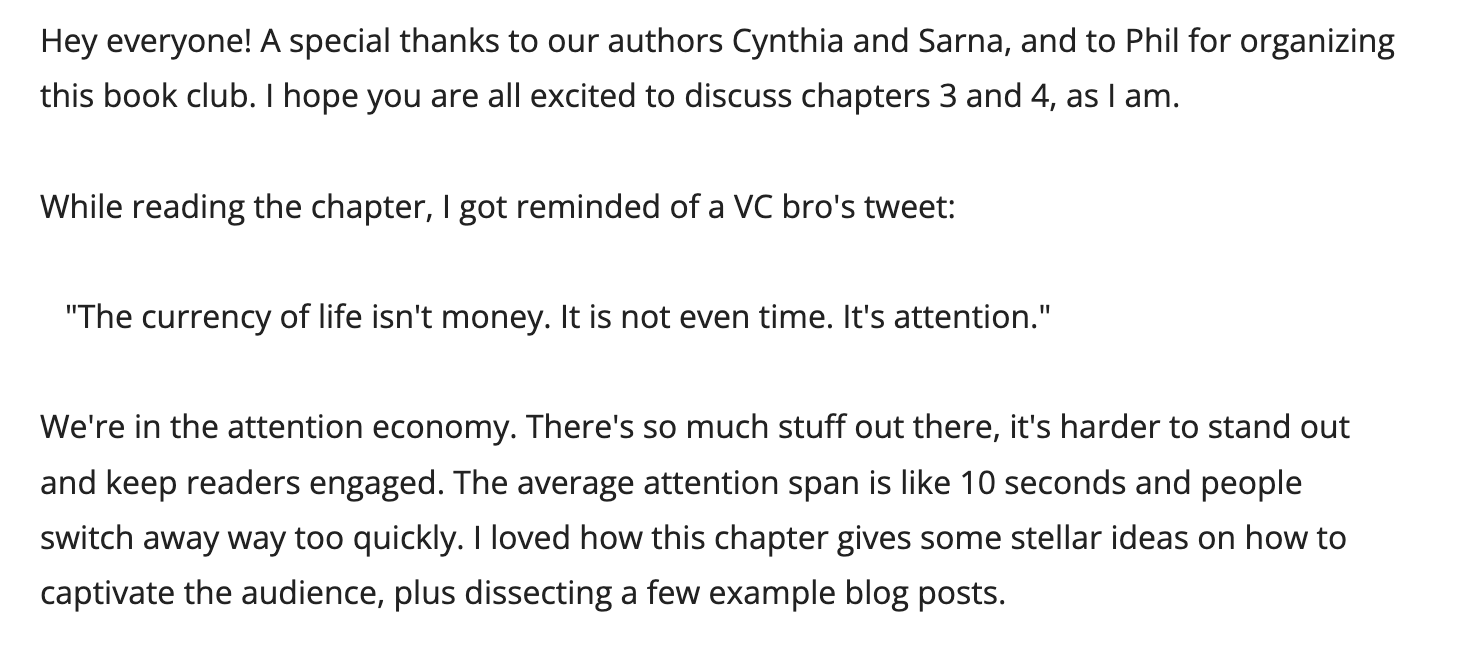 Hey everyone! A special thanks to our authors Cynthia and Sarna, and to Phil for organizing
this book club. I hope you are all excited to discuss chapters 3 and 4, as I am.
While reading the chapter, I got reminded of a VC bro's tweet:
"The currency of life isn't money. It is not even time. It's attention."
We're in the attention economy. There's so much stuff out there, it's harder to stand out
and keep readers engaged. The average attention span is like 10 seconds and people
switch away way too quickly. I loved how this chapter gives some stellar ideas on how to
captivate the audience, plus dissecting a few example blog posts.